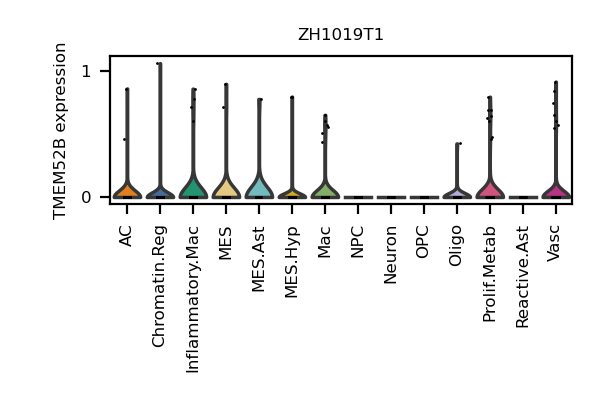 ZH1019T1
TMEM52B expression
1
0
AC
Chromatin.Reg
Inflammatory.Mac
MES
MES.Ast
MES.Hyp
Mac
NPC
Neuron
OPC
Oligo
Prolif.Metab
Reactive.Ast
Vasc